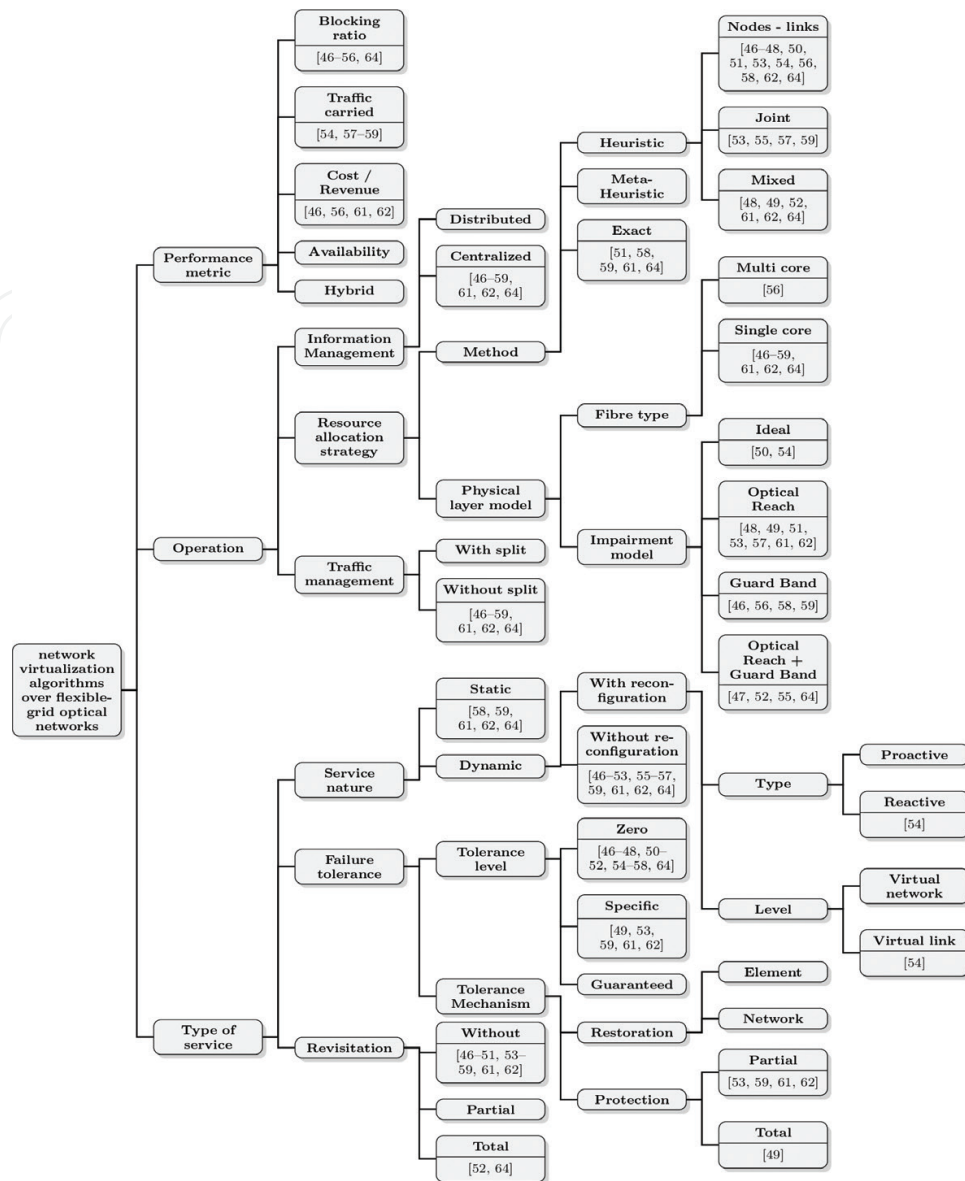 network
virtualization
algorithms
over flexible-
grid optical
networks
Performance
metric
Blocking
ratio
[46–56, 64]
Traffic
carried
[54, 57–59]
Cost /
Revenue
[46, 56, 61, 62]
Availability
Hybrid
Operation
Information
Management
Distributed
Centralized
[46–59,
61, 62, 64]
Resource
allocation
strategy
Method
Heuristic
Nodes - links
[46–48, 50,
51, 53, 54, 56,
58, 62, 64]
Joint
[53, 55, 57, 59]
Mixed
[48, 49, 52,
61, 62, 64]
Meta-
Heuristic
Exact
[51, 58,
59, 61, 64]
Physical
layer model
Fibre type
Multi core
[56]
Single core
[46–59,
61, 62, 64]
Impairment
model
Ideal
[50, 54]
Optical
Reach
[48, 49, 51,
53, 57, 61, 62]
Guard Band
[46, 56, 58, 59]
Optical
Reach +
Guard Band
[47, 52, 55, 64]
Traffic
management
With split
Without split
[46–59,
61, 62, 64]
Type of
service
Service
nature
Static
[58, 59,
61, 62, 64]
Dynamic
With recon-
figuration
Type
Proactive
Reactive
[54]
Level
Virtual
network
Virtual link
[54]
Without re-
configuration
[46–53, 55–57,
59, 61, 62, 64]
Failure
tolerance
Tolerance
level
Zero
[46–48, 50–
52, 54–58, 64]
Specific
[49, 53,
59, 61, 62]
Guaranteed
Tolerance
Mechanism
Restoration
Element
Network
Protection
Partial
[53, 59, 61, 62]
Total
[49]
Revisitation
Without
[46–51, 53–
59, 61, 62]
Partial
Total
[52, 64]